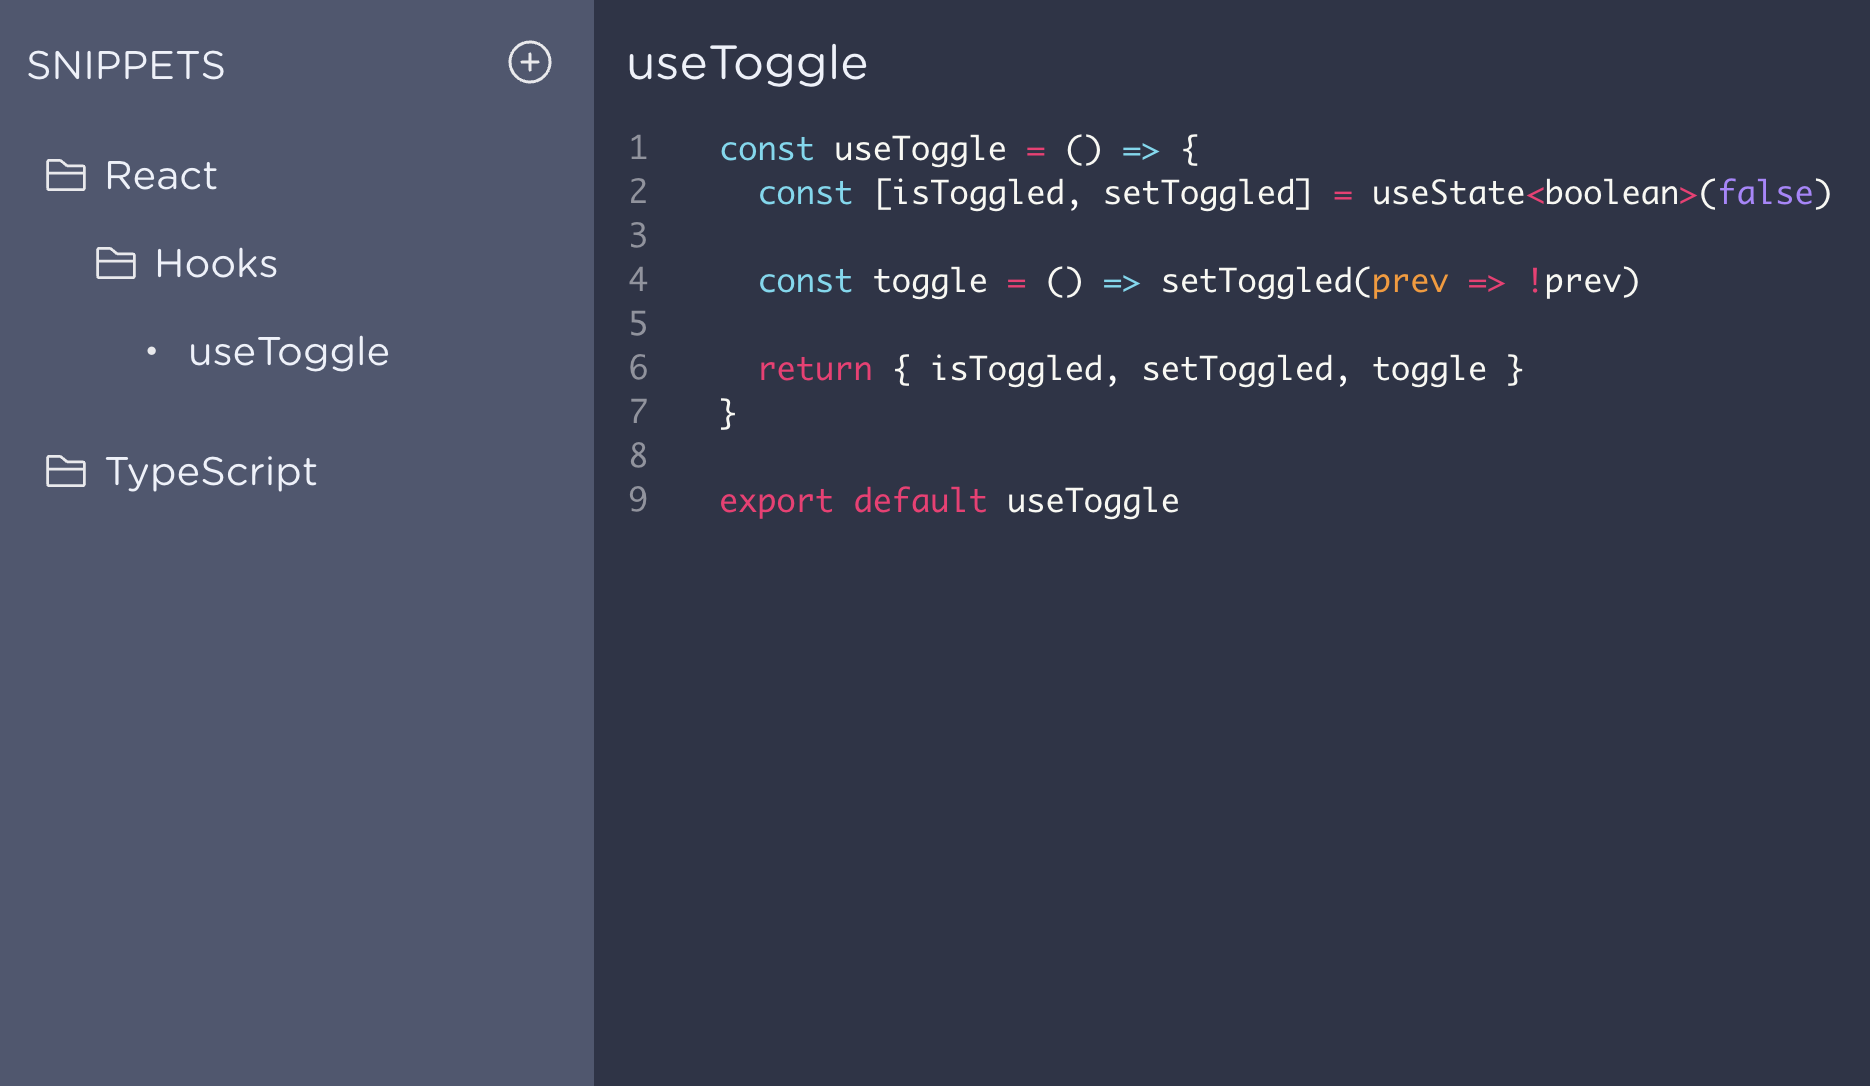 SNIPPETS
React
Hooks
• useToggle
TypeScript
useToggle
1 const useToggle = () => {
2   const [isToggled, setToggled] = useState<boolean>(false)
3
4   const toggle = () => setToggled(prev => !prev)
5
6   return { isToggled, setToggled, toggle }
7 }
8
9 export default useToggle